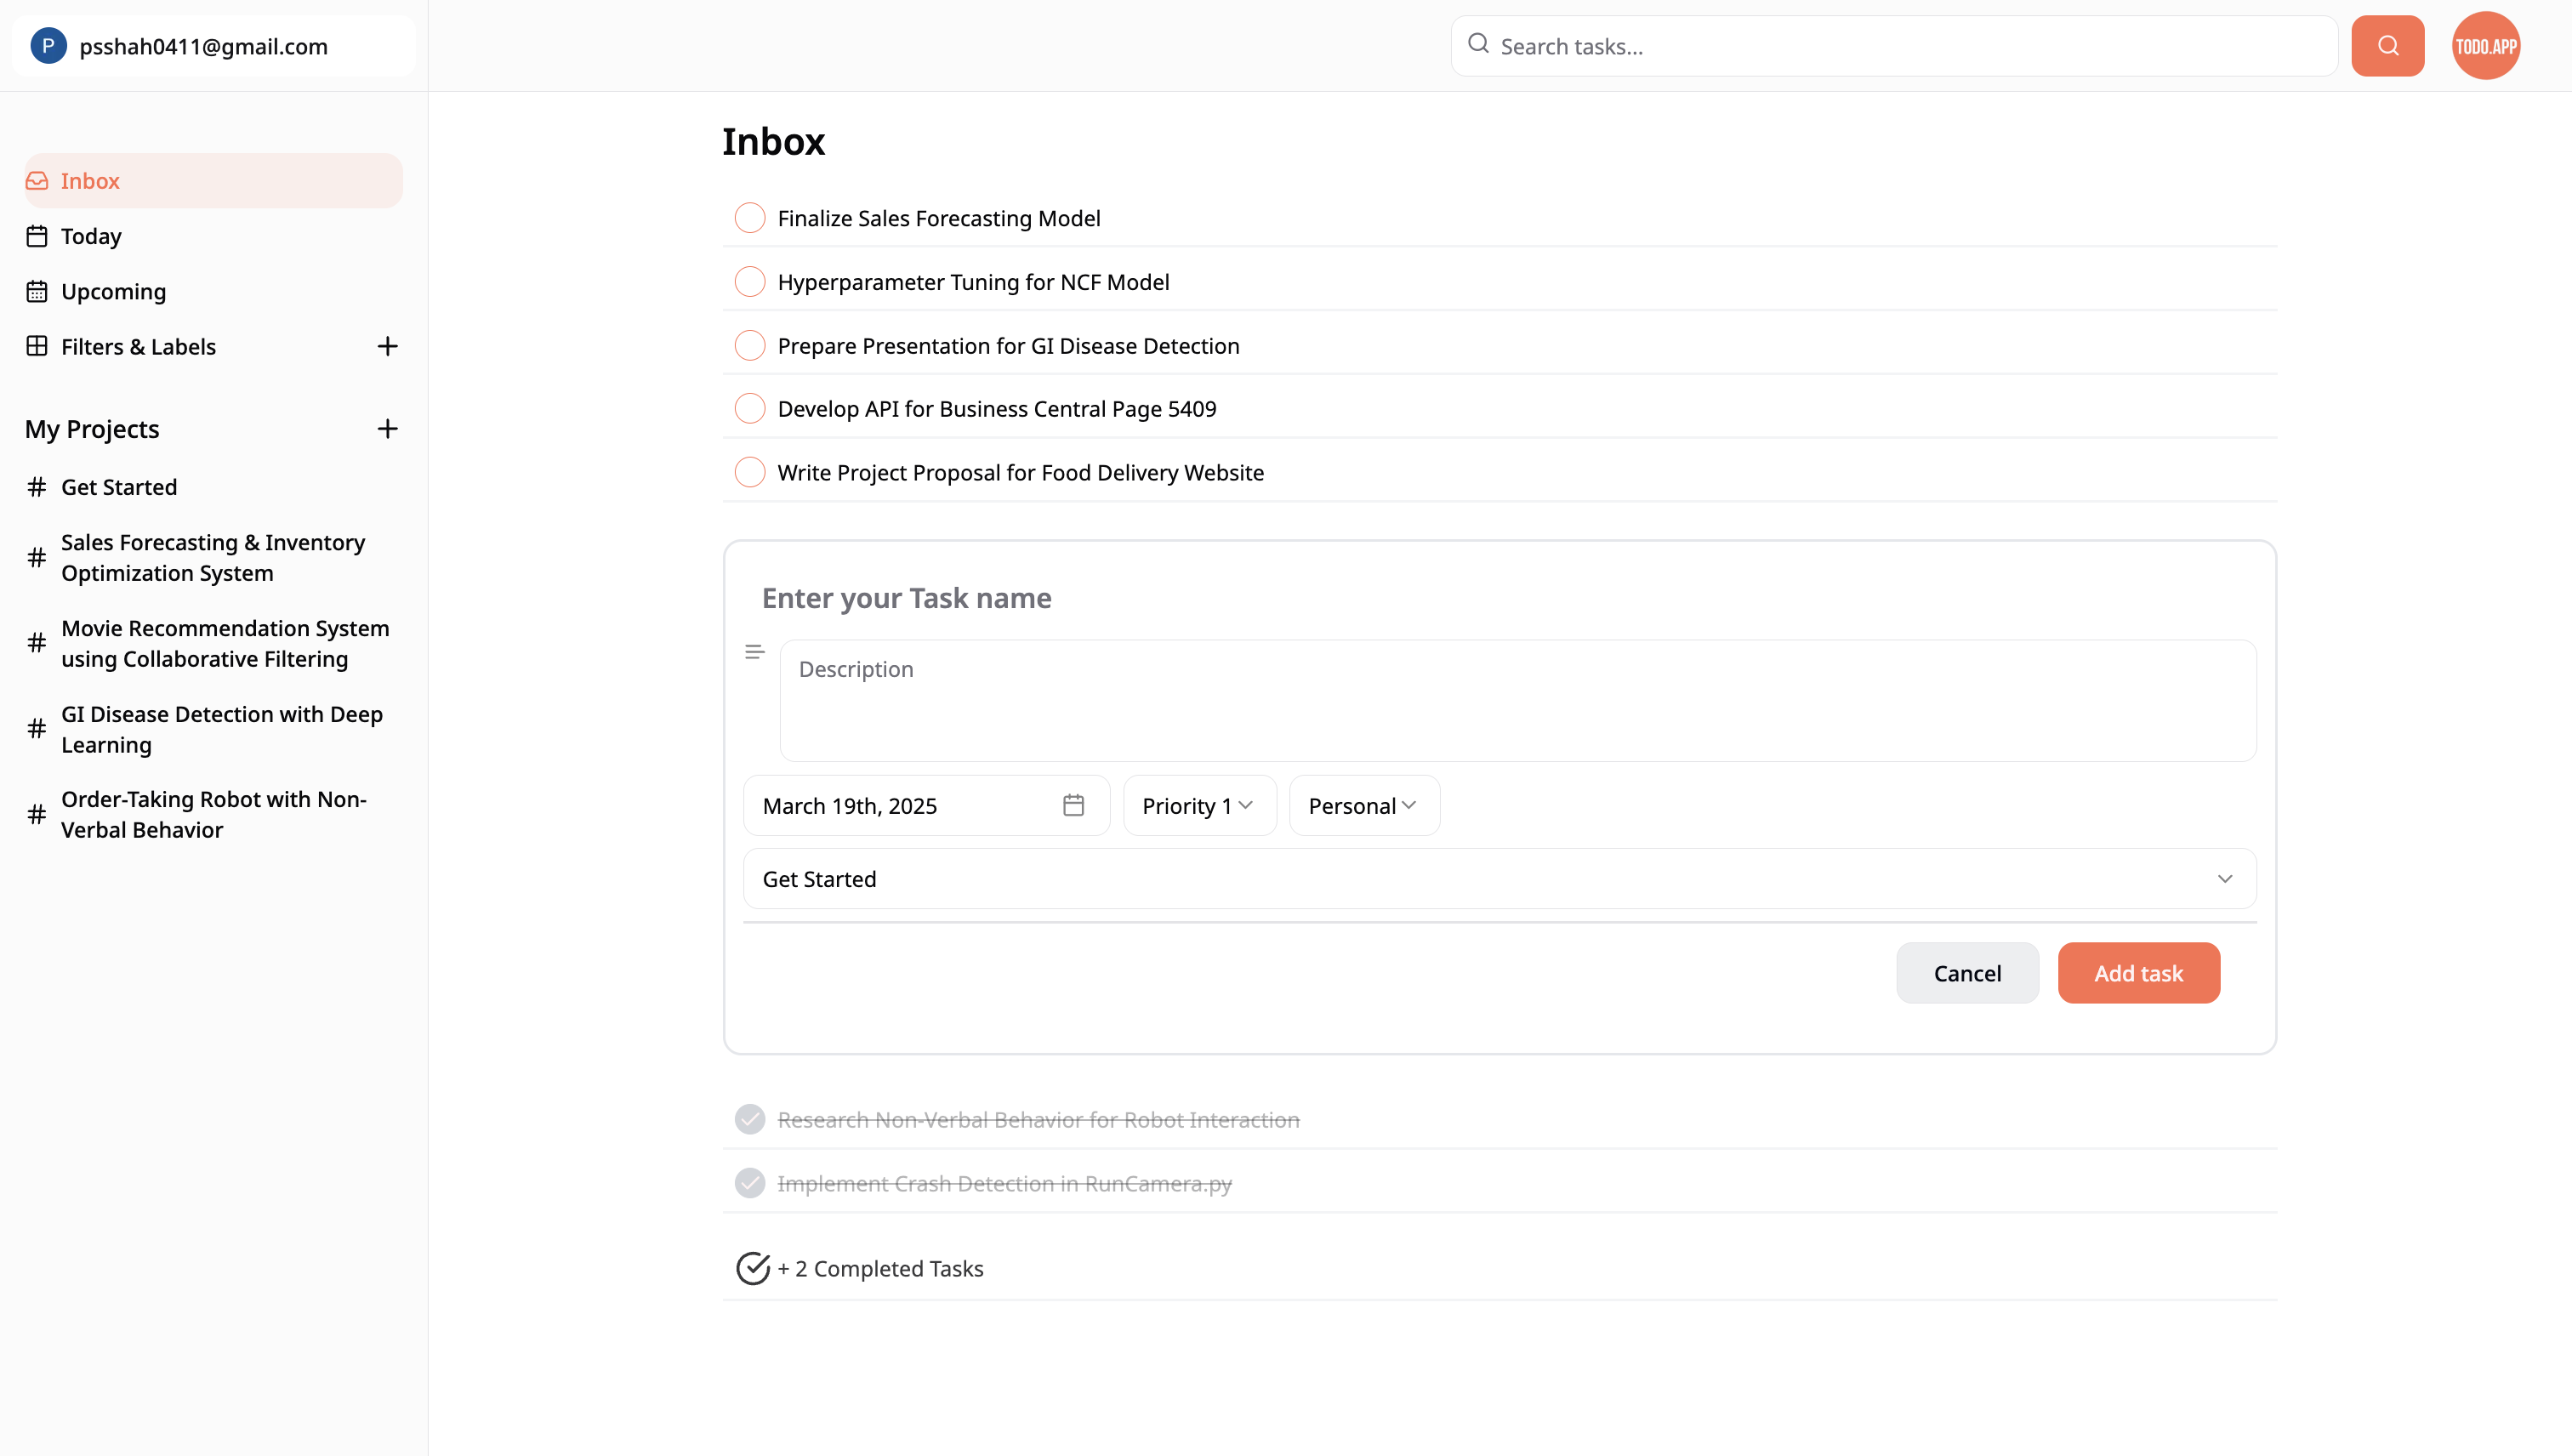 P psshah0411@gmail.com
Search tasks...
TODO.APP
Inbox
Today
Upcoming
Filters & Labels
My Projects
# Get Started
# Sales Forecasting & Inventory
Optimization System
# Movie Recommendation System
using Collaborative Filtering
# GI Disease Detection with Deep
Learning
# Order-Taking Robot with Non-
Verbal Behavior
Inbox
Finalize Sales Forecasting Model
Hyperparameter Tuning for NCF Model
Prepare Presentation for GI Disease Detection
Develop API for Business Central Page 5409
Write Project Proposal for Food Delivery Website
Enter your Task name
Description
March 19th, 2025
Priority 1
Personal
Get Started
Cancel
Add task
Research Non-Verbal Behavior for Robot Interaction
Implement Crash Detection in RunCamera.py
+ 2 Completed Tasks